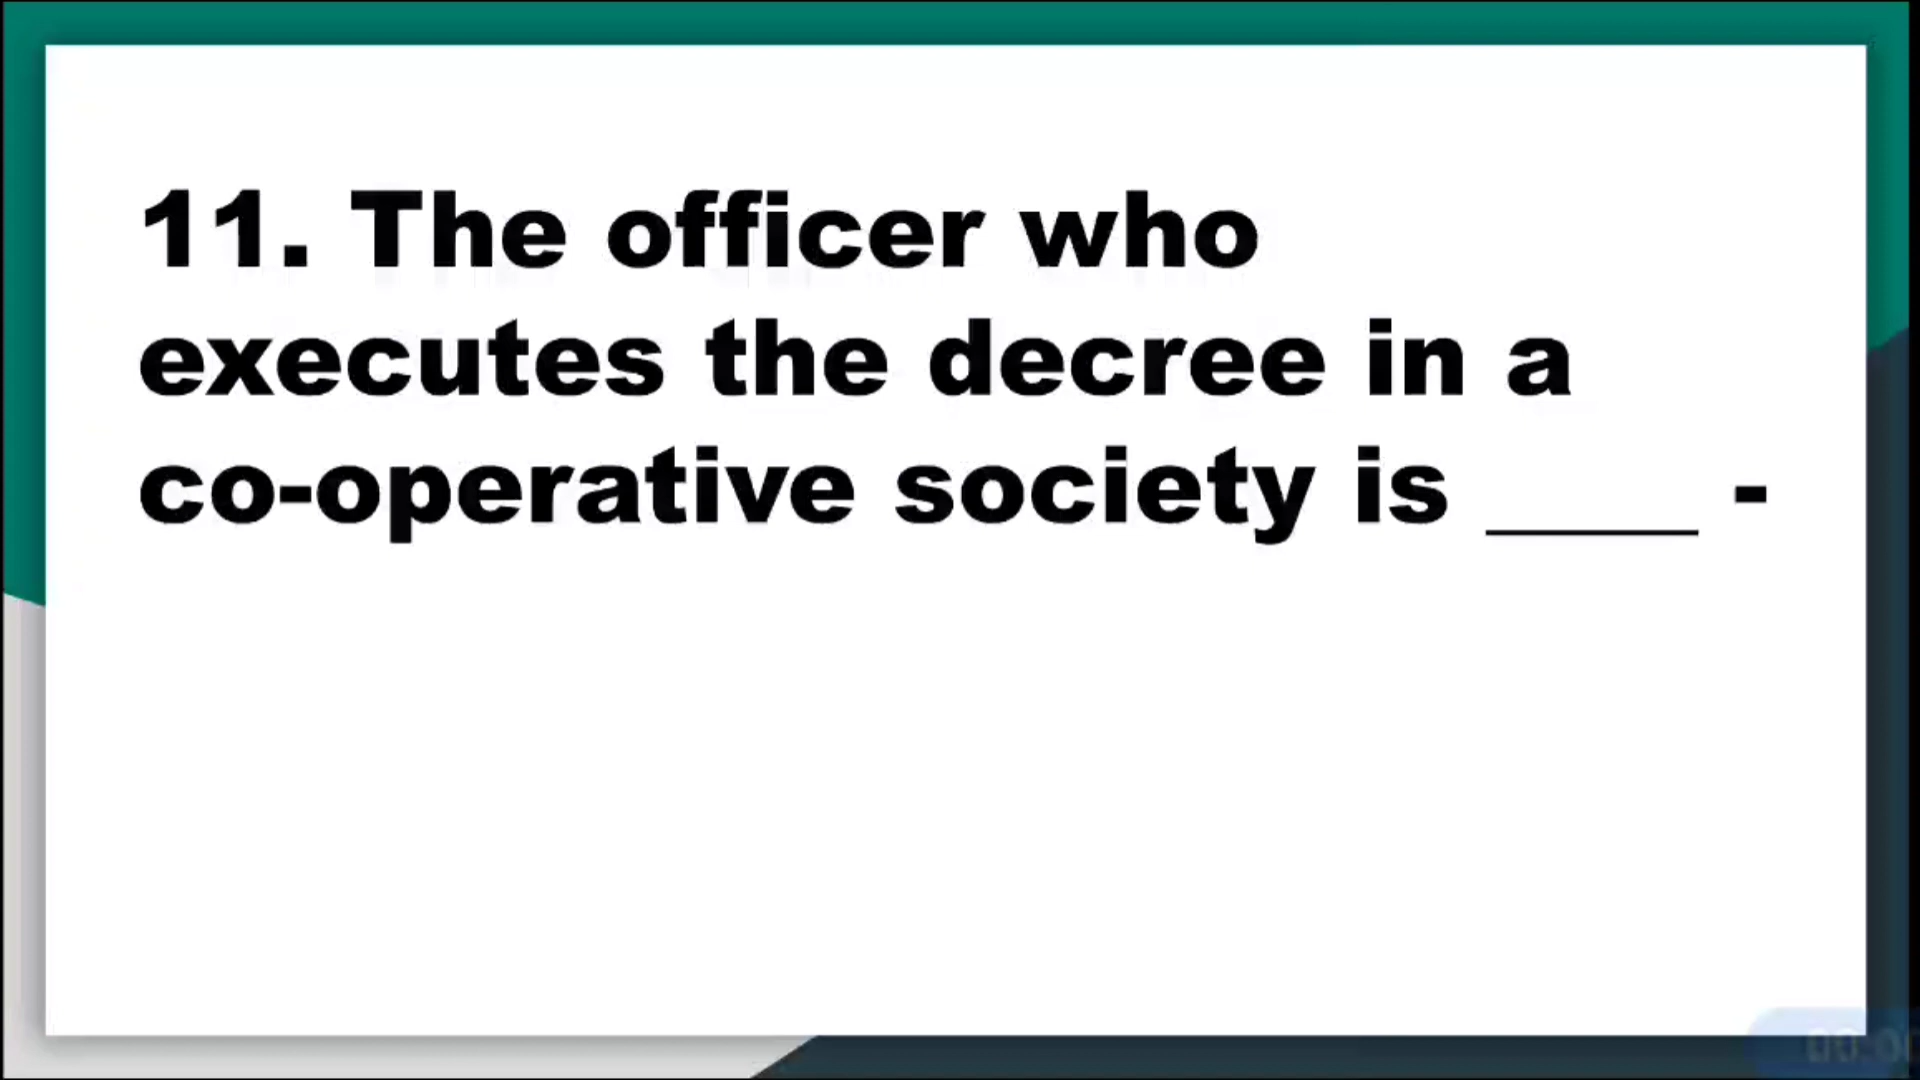 11. The officer who
executes the decree in a
co-operative society is ____ -